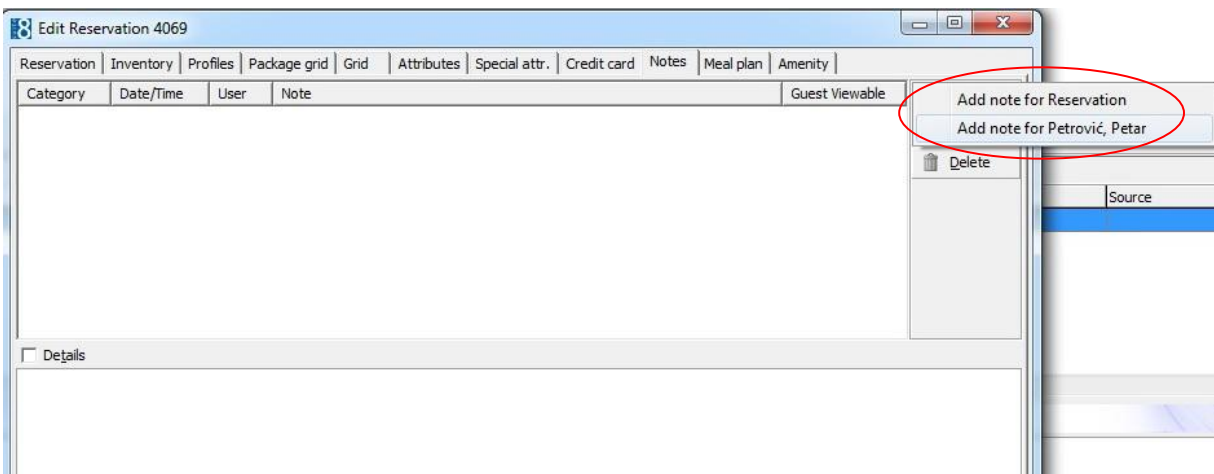 Edit Reservation 4069
Reservation Inventory Profiles Package grid Grid Attributes Special attr. Credit card Notes Meal plan Amenity
Category Date/Time User Note Guest Viewable
Add note for Reservation
Add note for Petrović, Petar
Delete
Source
Details